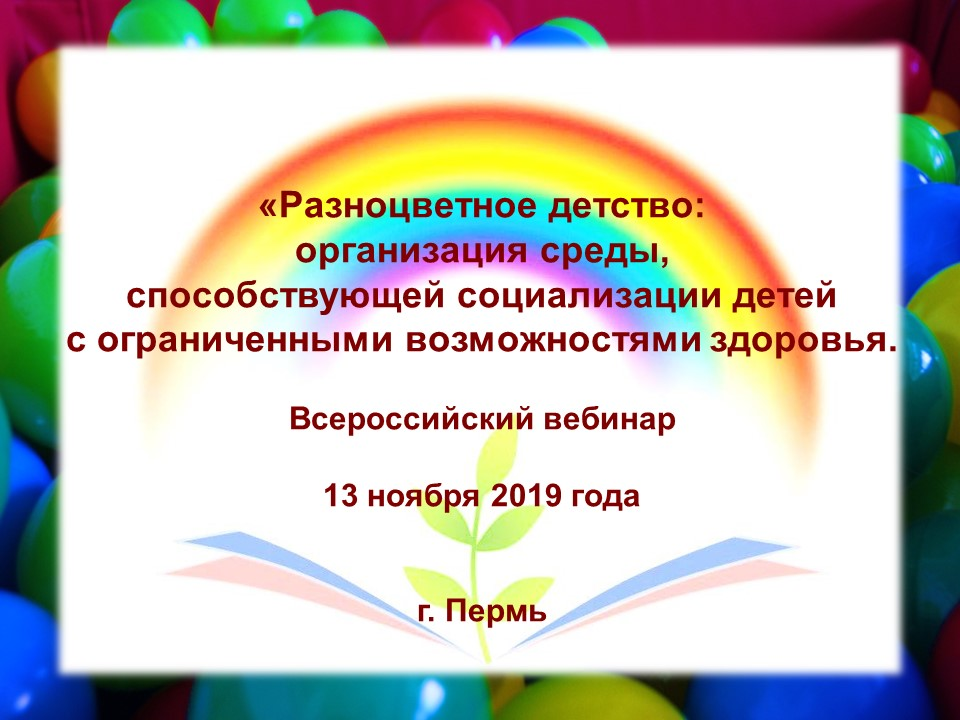 «Разноцветное детство:
организация среды,
способствующей социализации детей
с ограниченными возможностями здоровья.
Всероссийский вебинар
13 ноября 2019 года
г. Пермь